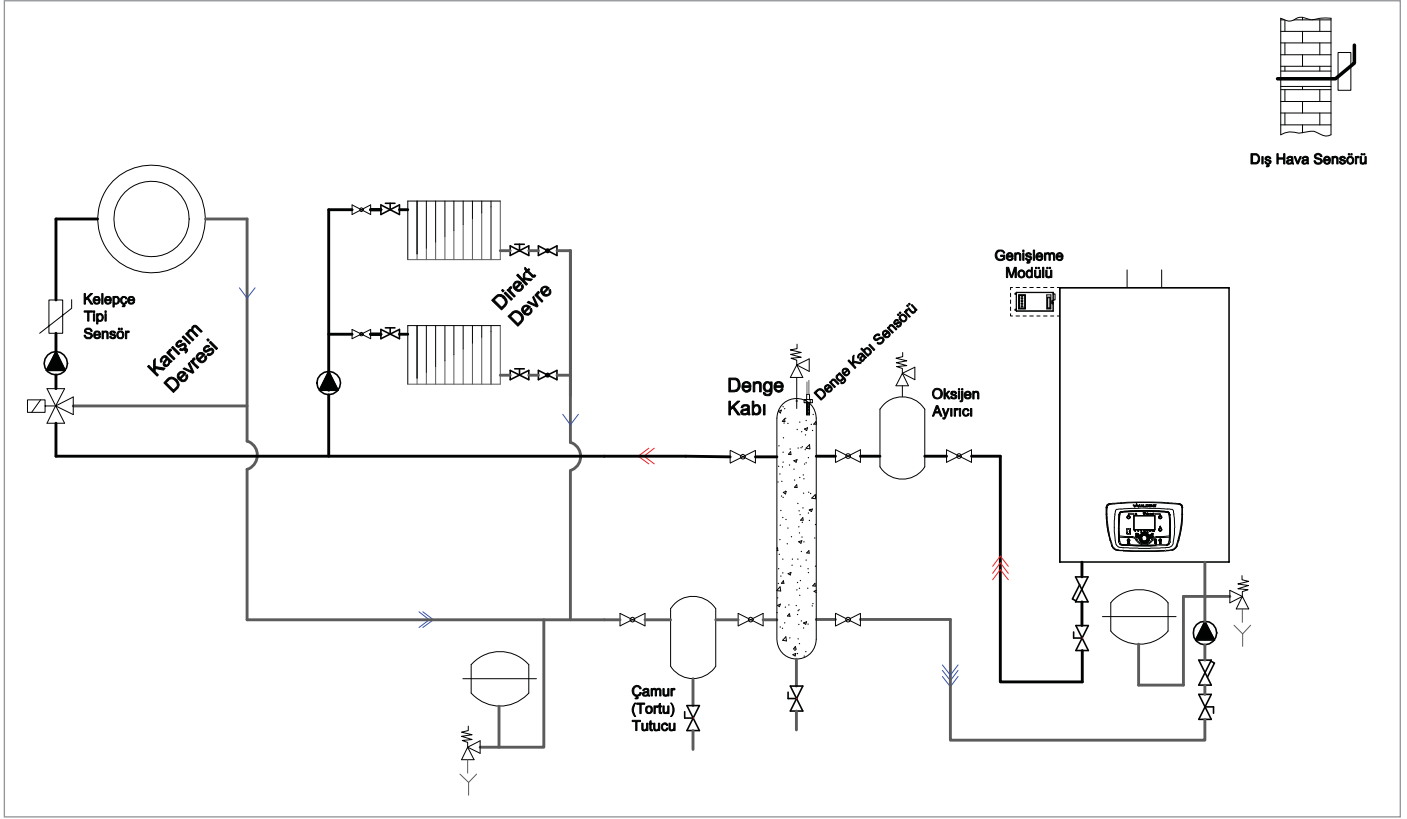 Dış Hava Sensörü
Genişleme
Modülü
Kelepçe
Tipi
Sensör
Karışım
Devresi
Direkt
Devre
Denge
Kabı
Denge Kabı Sensörü
Oksijen
Ayırıcı
Çamur
(Tortu)
Tutucu